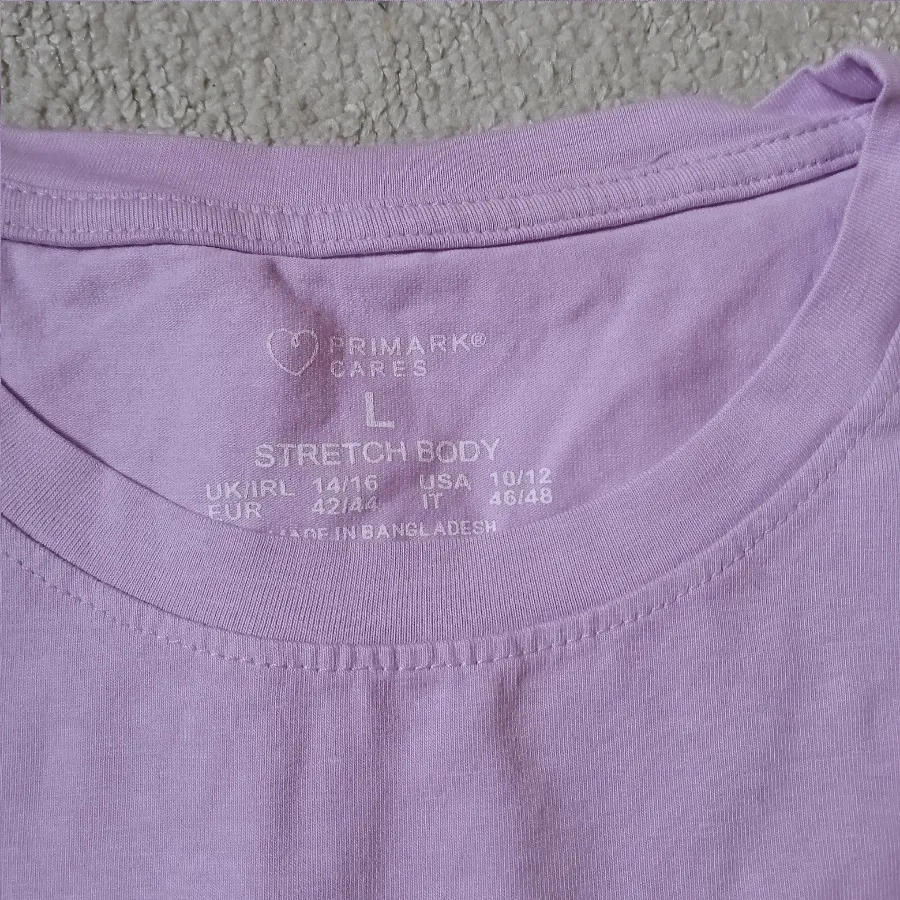 PRIMARK®
CARES
L
STRETCH BODY
UK/IRL 14/16 USA 10/12
EUR 42/44 IT 46/48
MADE IN BANGLADESH